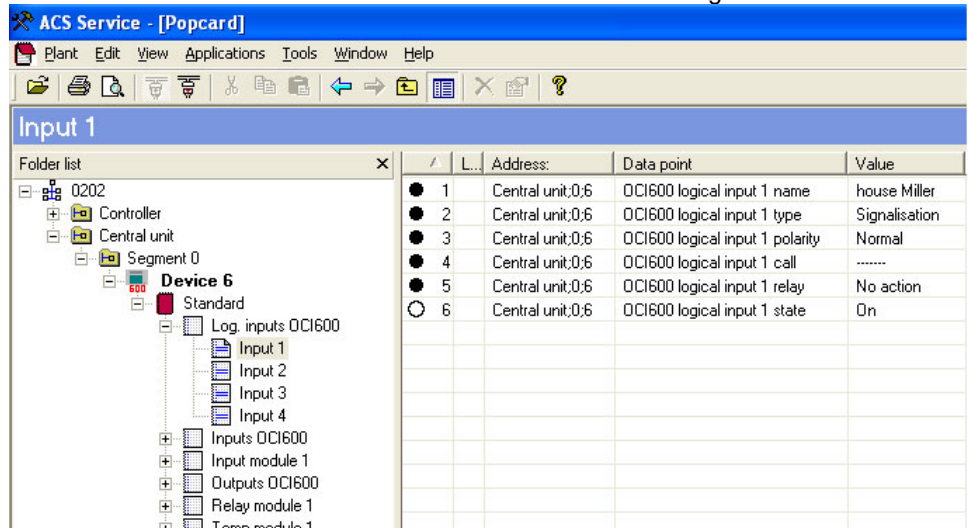 ACS Service - [Popcard]
Plant Edit View Applications Tools Window Help
Input 1
Folder list
L... Address: Data point Value
0202
Controller
Central unit
Segment 0
600 Device 6
Standard
Log. inputs OCI600
Input 1
Input 2
Input 3
Input 4
Inputs OCI600
Input module 1
Outputs OCI600
Relay module 1
Temp module 1
1 Central unit;0;6 OCI600 logical input 1 name house Miller
2 Central unit;0;6 OCI600 logical input 1 type Signalisation
3 Central unit;0;6 OCI600 logical input 1 polarity Normal
4 Central unit;0;6 OCI600 logical input 1 call -------
5 Central unit;0;6 OCI600 logical input 1 relay No action
6 Central unit;0;6 OCI600 logical input 1 state On